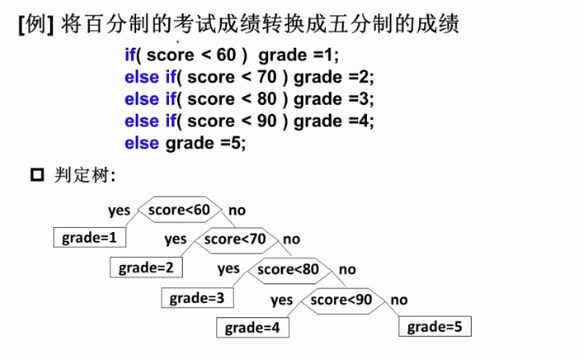 [例] 将百分制的考试成绩转换成五分制的成绩
if( score < 60 ) grade =1;
else if( score < 70 ) grade =2;
else if( score < 80 ) grade =3;
else if( score < 90 ) grade =4;
else grade =5;
判定树:
yes score<60 no
grade=1 yes score<70 no
grade=2 yes score<80 no
grade=3 yes score<90 no
grade=4 grade=5